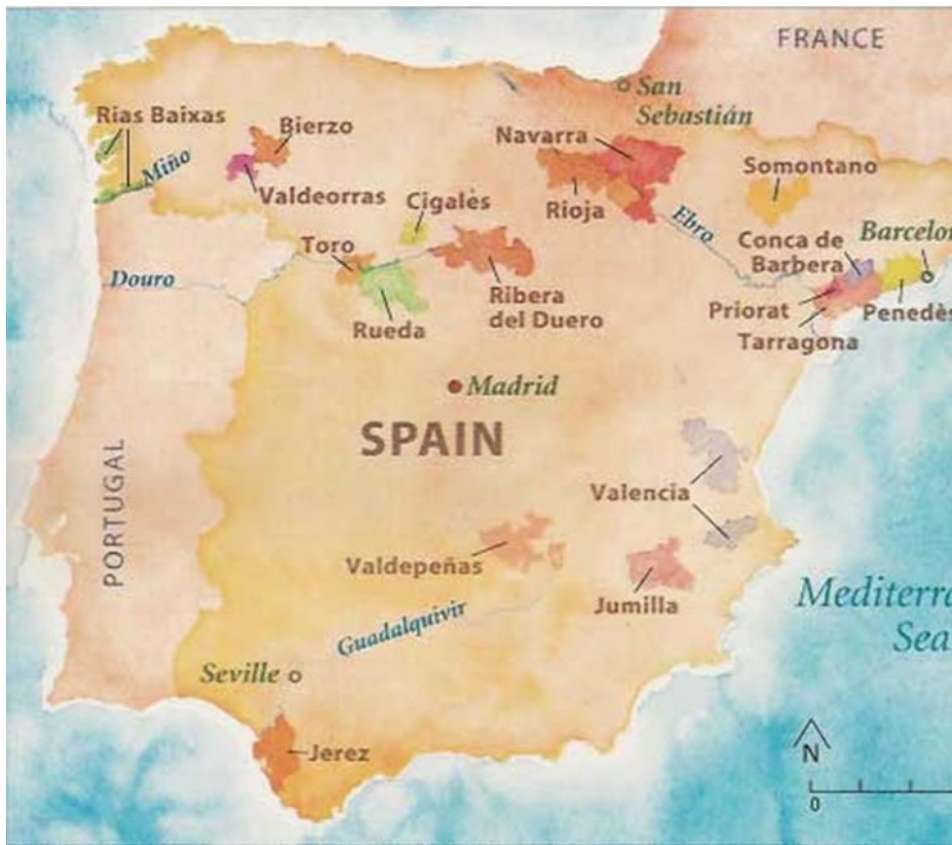 FRANCE
San
Sebastián
Rias Baixas
Bierzo
Navarra
Miño
Valdeorras
Somontano
Cigales
Rioja
Ebro
Toro
Conca de
Barbera
Barcelon
Douro
Rueda
Ribera
del Duero
Priorat
Penedès
Tarragona
Madrid
SPAIN
PORTUGAL
Valencia
Valdepeñas
Jumilla
Mediterra
Sea
Guadalquivir
Seville
Jerez
N
0